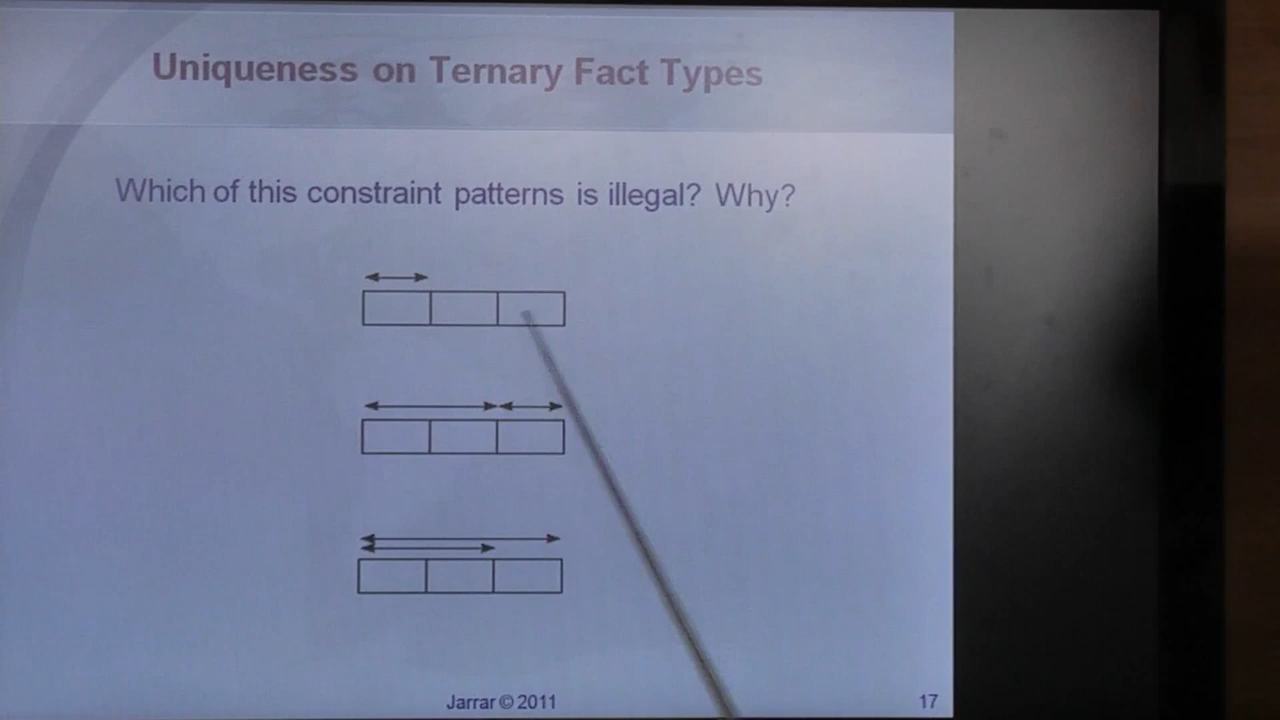 Uniqueness on Ternary Fact Types
Which of this constraint patterns is illegal? Why?
Jarrar © 2011
17